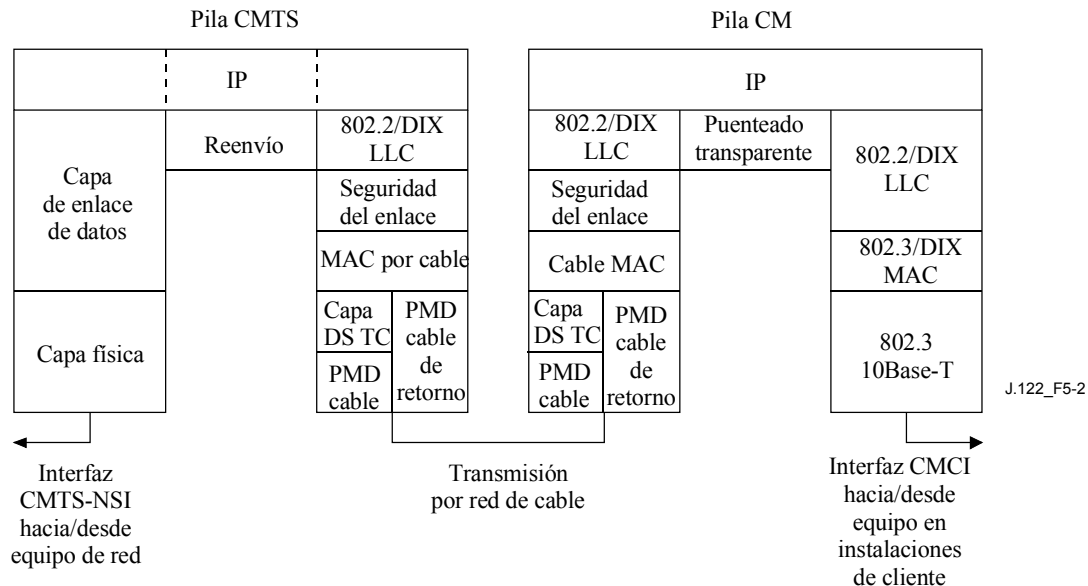 Pila CMTS
Pila CM
IP
IP
Capa
de enlace
de datos
Reenvío
802.2/DIX
LLC
Seguridad
del enlace
MAC por cable
Capa física
Capa
DS TC
PMD
cable
PMD
cable
de
retorno
802.2/DIX
LLC
Puenteado
transparente
802.2/DIX
LLC
Seguridad
del enlace
Cable MAC
802.3/DIX
MAC
Capa
DS TC
PMD
cable
PMD
cable
de
retorno
802.3
10Base-T
J.122_F5-2
Interfaz
CMTS-NSI
hacia/desde
equipo de red
Transmisión
por red de cable
Interfaz CMCI
hacia/desde
equipo en
instalaciones
de cliente